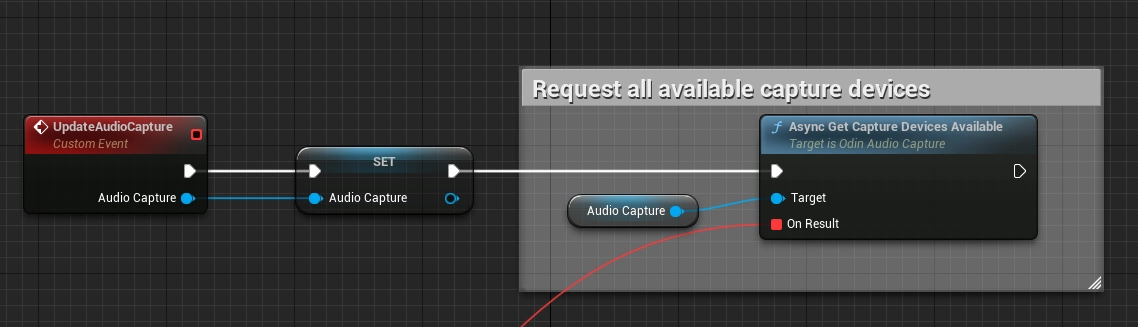 Request all available capture devices
UpdateAudioCapture
Custom Event
Audio Capture
SET
Audio Capture
Audio Capture
Async Get Capture Devices Available
Target is Odin Audio Capture
Target
On Result